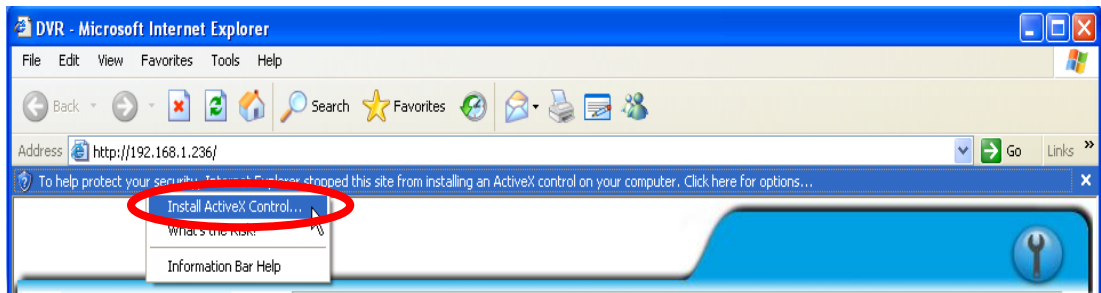 DVR - Microsoft Internet Explorer
File Edit View Favorites Tools Help
Back Search Favorites
Address http://192.168.1.236/ Go Links »
To help protect your security, Internet Explorer stopped this site from installing an ActiveX control on your computer. Click here for options...
Install ActiveX Control...
What's the Risk?
Information Bar Help